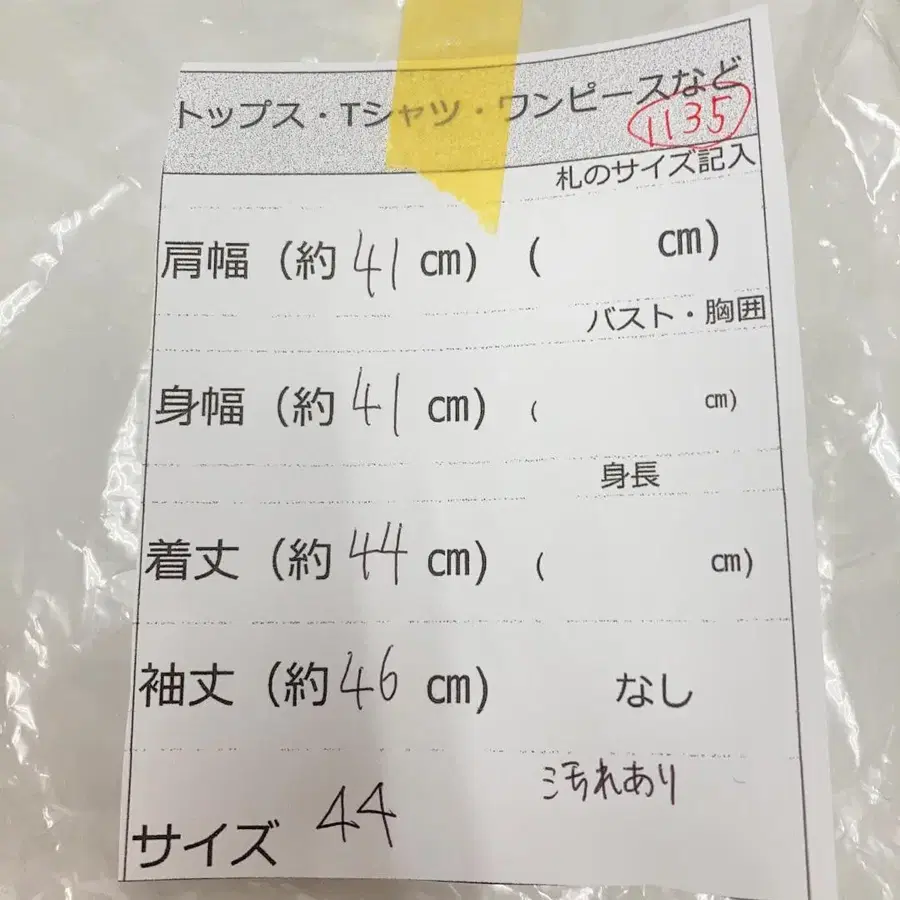 トップス・Tシャツ・ワンピースなど
1135
札のサイズ記入
肩幅 (約 41 cm) ( cm)
バスト・胸囲
身幅 (約 41 cm) ( cm)
身長
着丈 (約 44 cm) ( cm)
袖丈 (約 46 cm) なし
汚れあり
サイズ 44